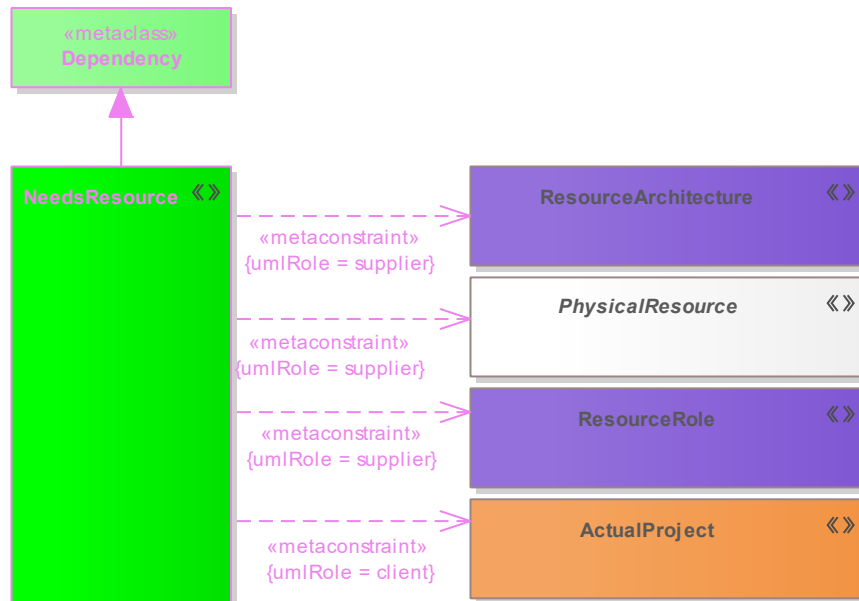 «metaclass»
Dependency
NeedsResource «»
ResourceArchitecture «»
«metaconstraint»
{umlRole = supplier}
PhysicalResource «»
«metaconstraint»
{umlRole = supplier}
ResourceRole «»
«metaconstraint»
{umlRole = supplier}
ActualProject «»
«metaconstraint»
{umlRole = client}